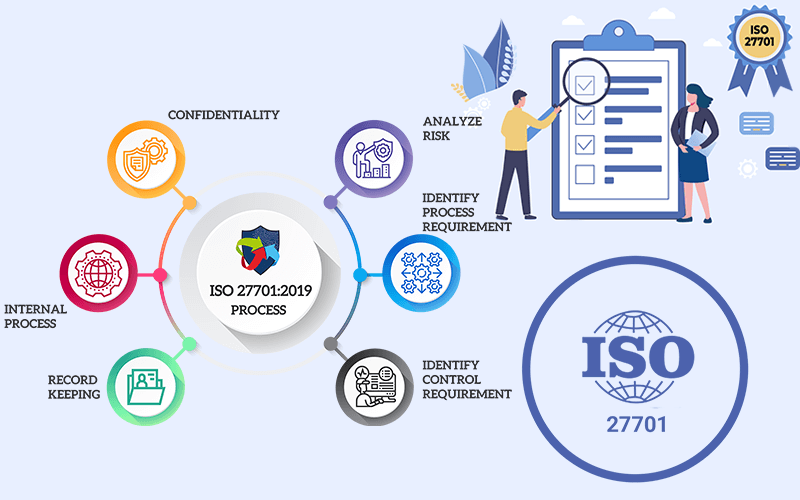 CONFIDENTIALITY
INTERNAL
PROCESS
RECORD
KEEPING
ISO 27701:2019
PROCESS
ANALYZE
RISK
IDENTIFY
PROCESS
REQUIREMENT
IDENTIFY
CONTROL
REQUIREMENT
ISO
27701
ISO
27701